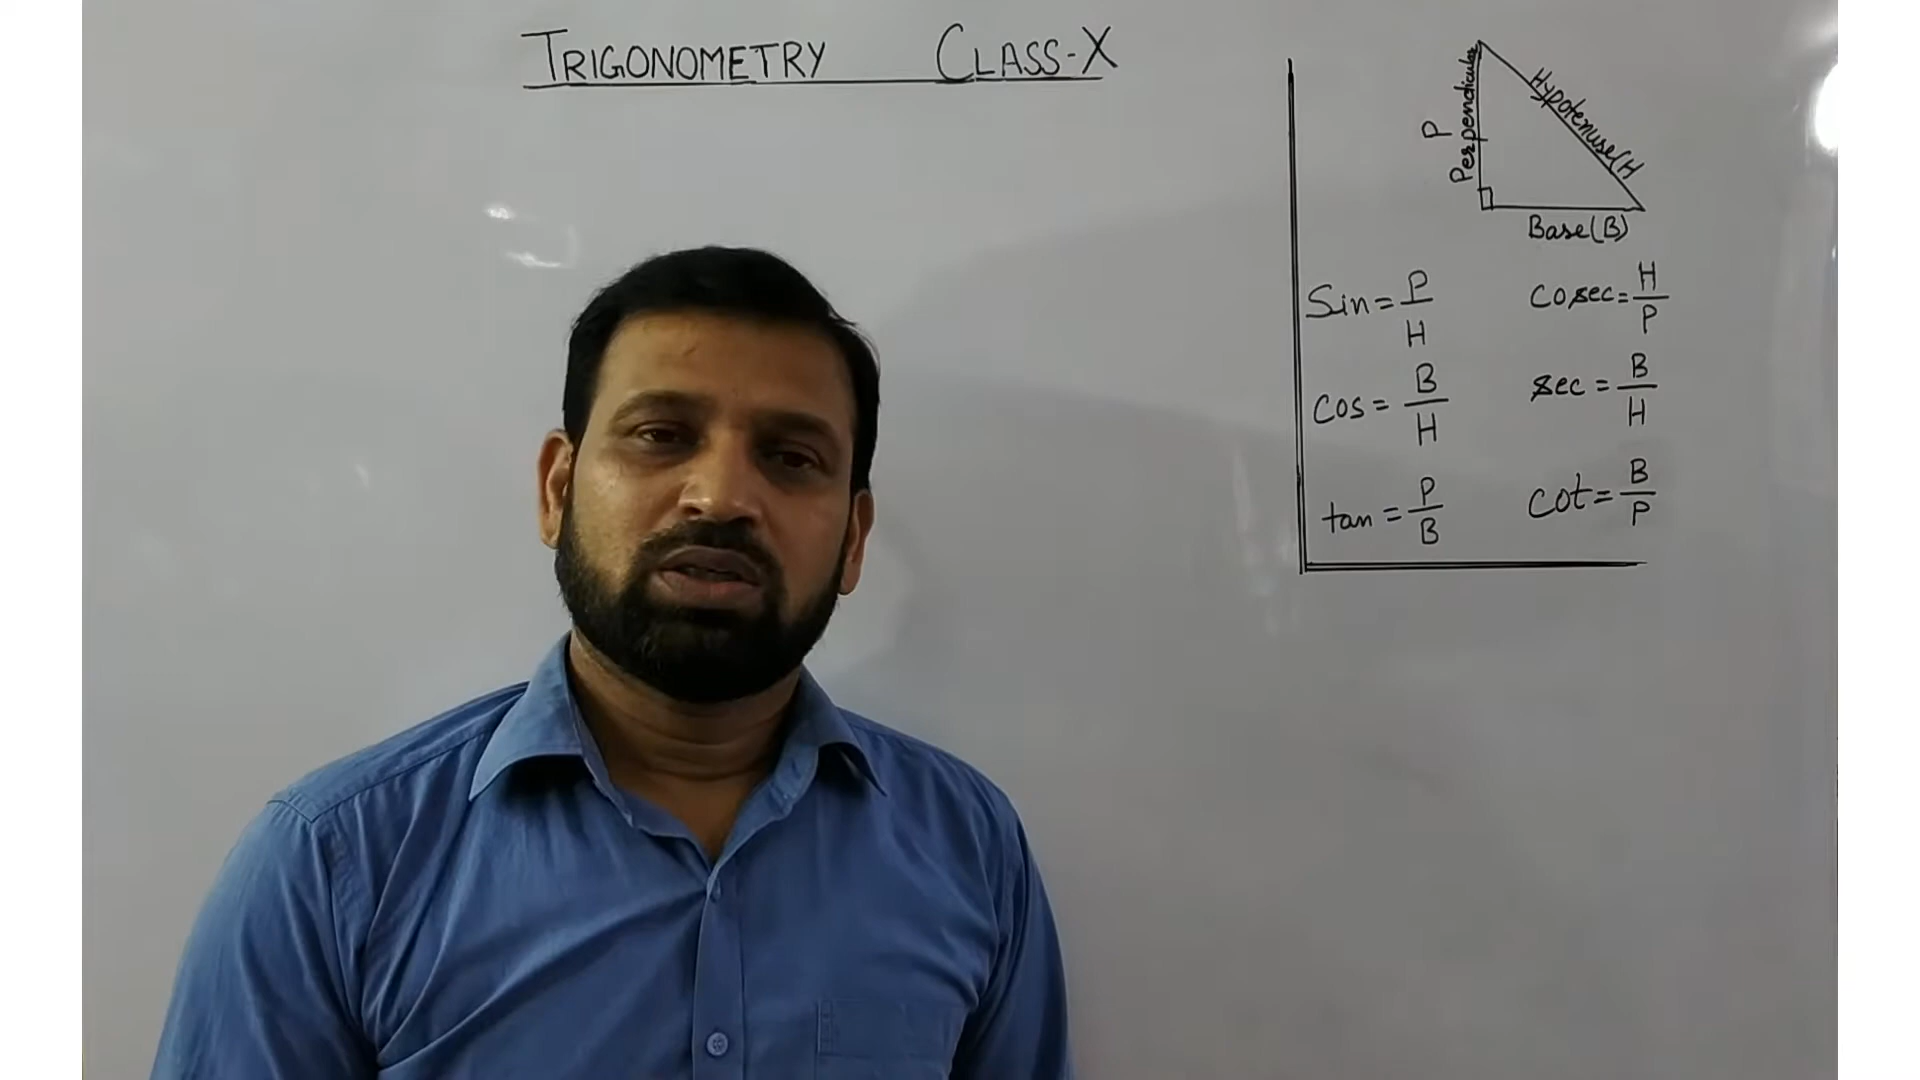 TRIGONOMETRY CLASS-X
P
Perpendicular
Hypotenuse(H
Base(B)
Sin = P/H cosec = H/P
cos = B/H sec = B/H
tan = P/B cot = B/P